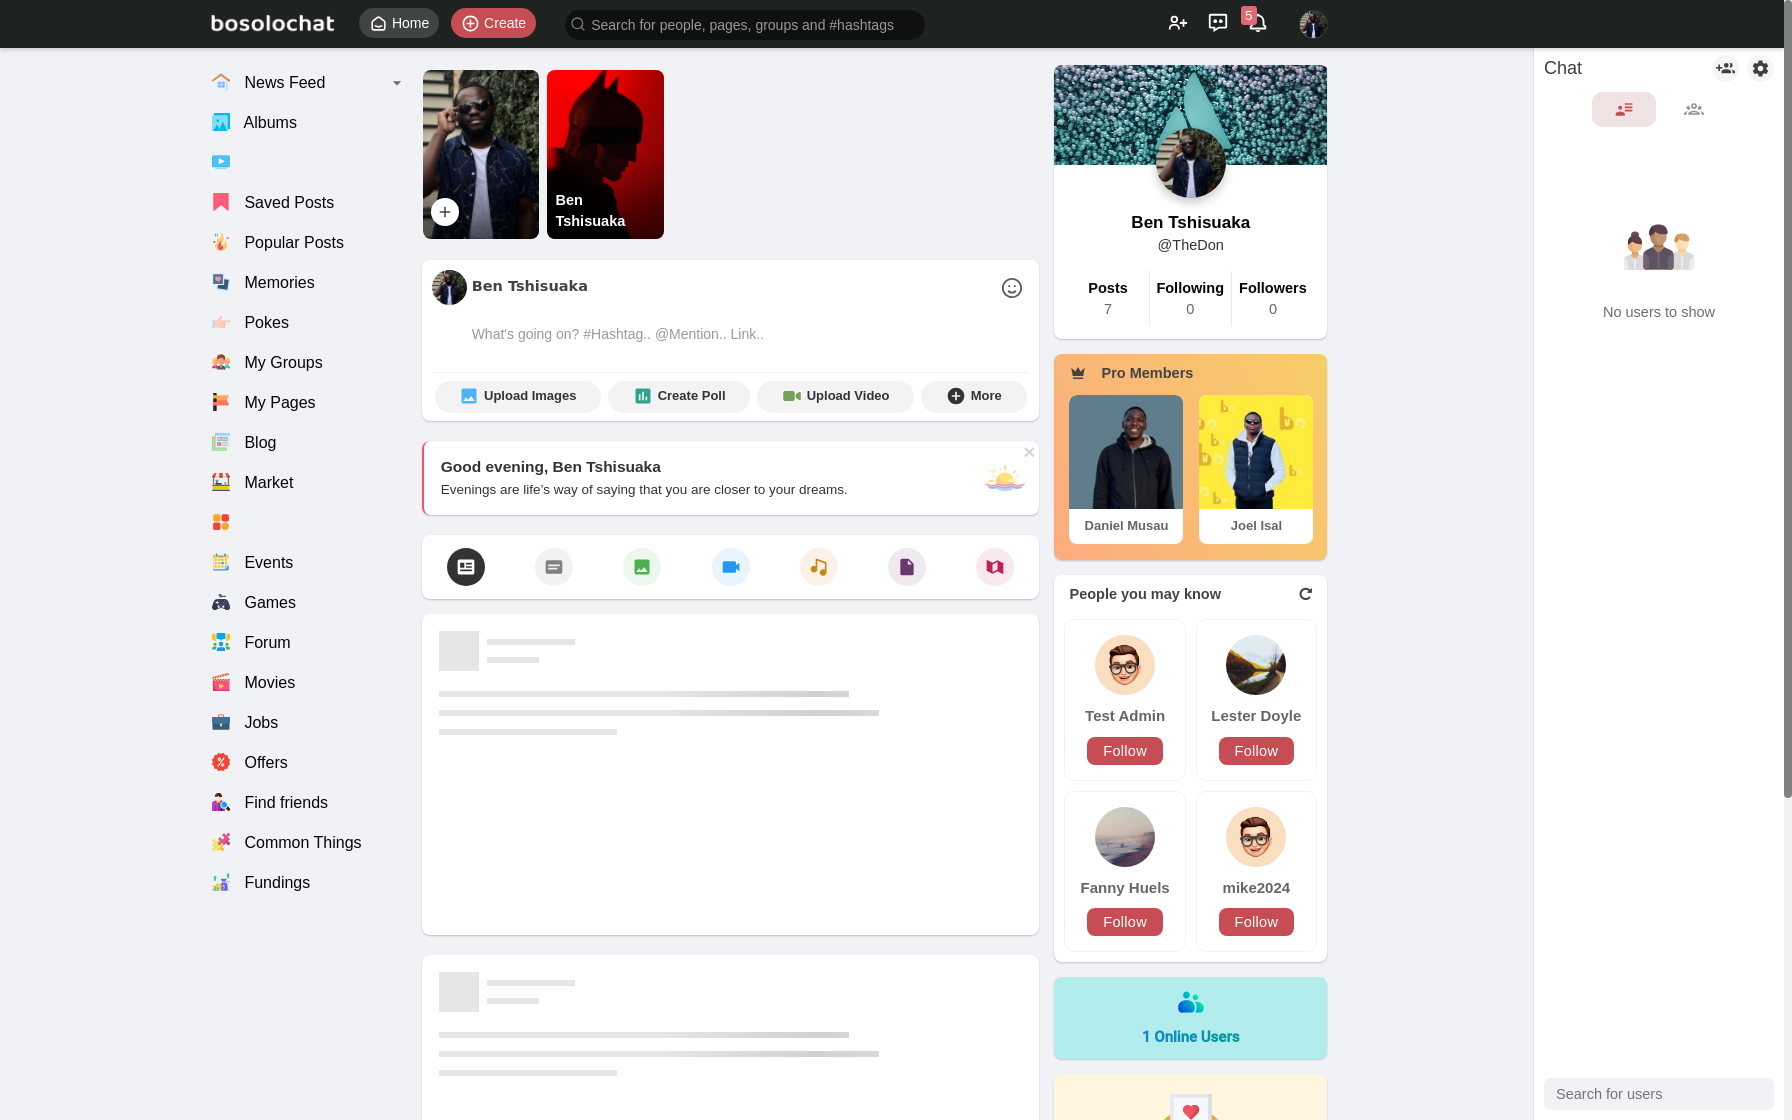 bosolochat
Home
Create
Search for people, pages, groups and #hashtags
5
News Feed
Albums
Saved Posts
Popular Posts
Memories
Pokes
My Groups
My Pages
Blog
Market
Events
Games
Forum
Movies
Jobs
Offers
Find friends
Common Things
Fundings
Ben
Tshisuaka
Ben Tshisuaka
What's going on? #Hashtag.. @Mention.. Link..
Upload Images
Create Poll
Upload Video
More
Good evening, Ben Tshisuaka
Evenings are life's way of saying that you are closer to your dreams.
Ben Tshisuaka
@TheDon
Posts
7
Following
0
Followers
0
Pro Members
Daniel Musau
Joel Isal
People you may know
Test Admin
Follow
Lester Doyle
Follow
Fanny Huels
Follow
mike2024
Follow
1 Online Users
Chat
No users to show
Search for users